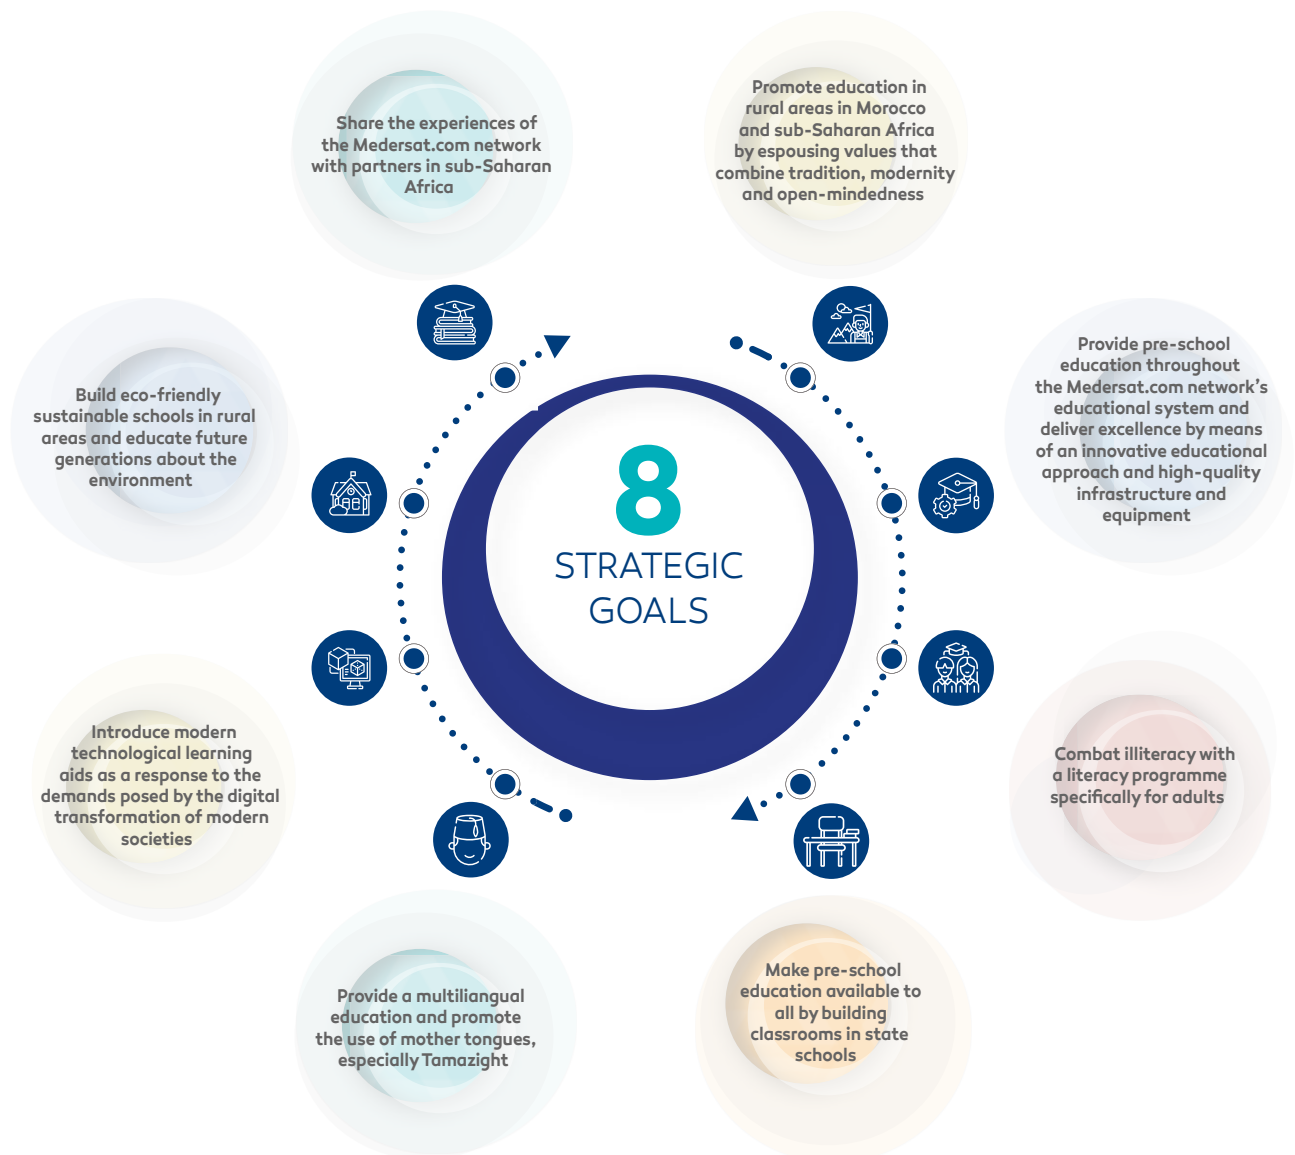 Share the experiences of
the Medersat.com network
with partners in sub-Saharan
Africa
Promote education in
rural areas in Morocco
and sub-Saharan Africa
by espousing values that
combine tradition, modernity
and open-mindedness
Build eco-friendly
sustainable schools in rural
areas and educate future
generations about the
environment
Provide pre-school
education throughout
the Medersat.com network's
educational system and
deliver excellence by means
of an innovative educational
approach and high-quality
infrastructure and
equipment
8
STRATEGIC
GOALS
Introduce modern
technological learning
aids as a response to the
demands posed by the digital
transformation of modern
societies
Combat illiteracy with
a literacy programme
specifically for adults
Provide a multiliangual
education and promote
the use of mother tongues,
especially Tamazight
Make pre-school
education available to
all by building
classrooms in state
schools